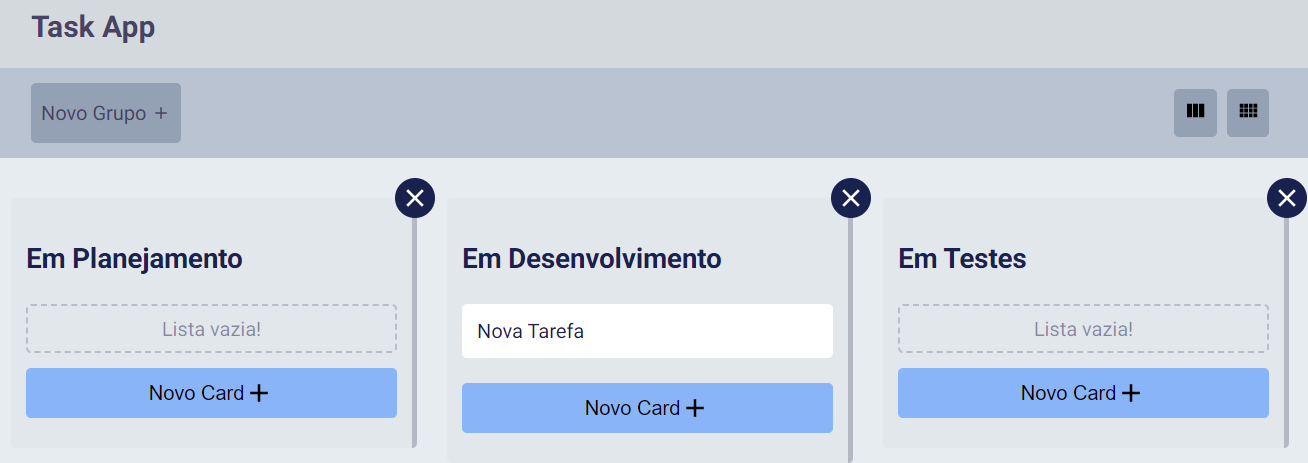 Task App
Novo Grupo +
Em Planejamento
Lista vazia!
Novo Card +
Em Desenvolvimento
Nova Tarefa
Novo Card +
Em Testes
Lista vazia!
Novo Card +